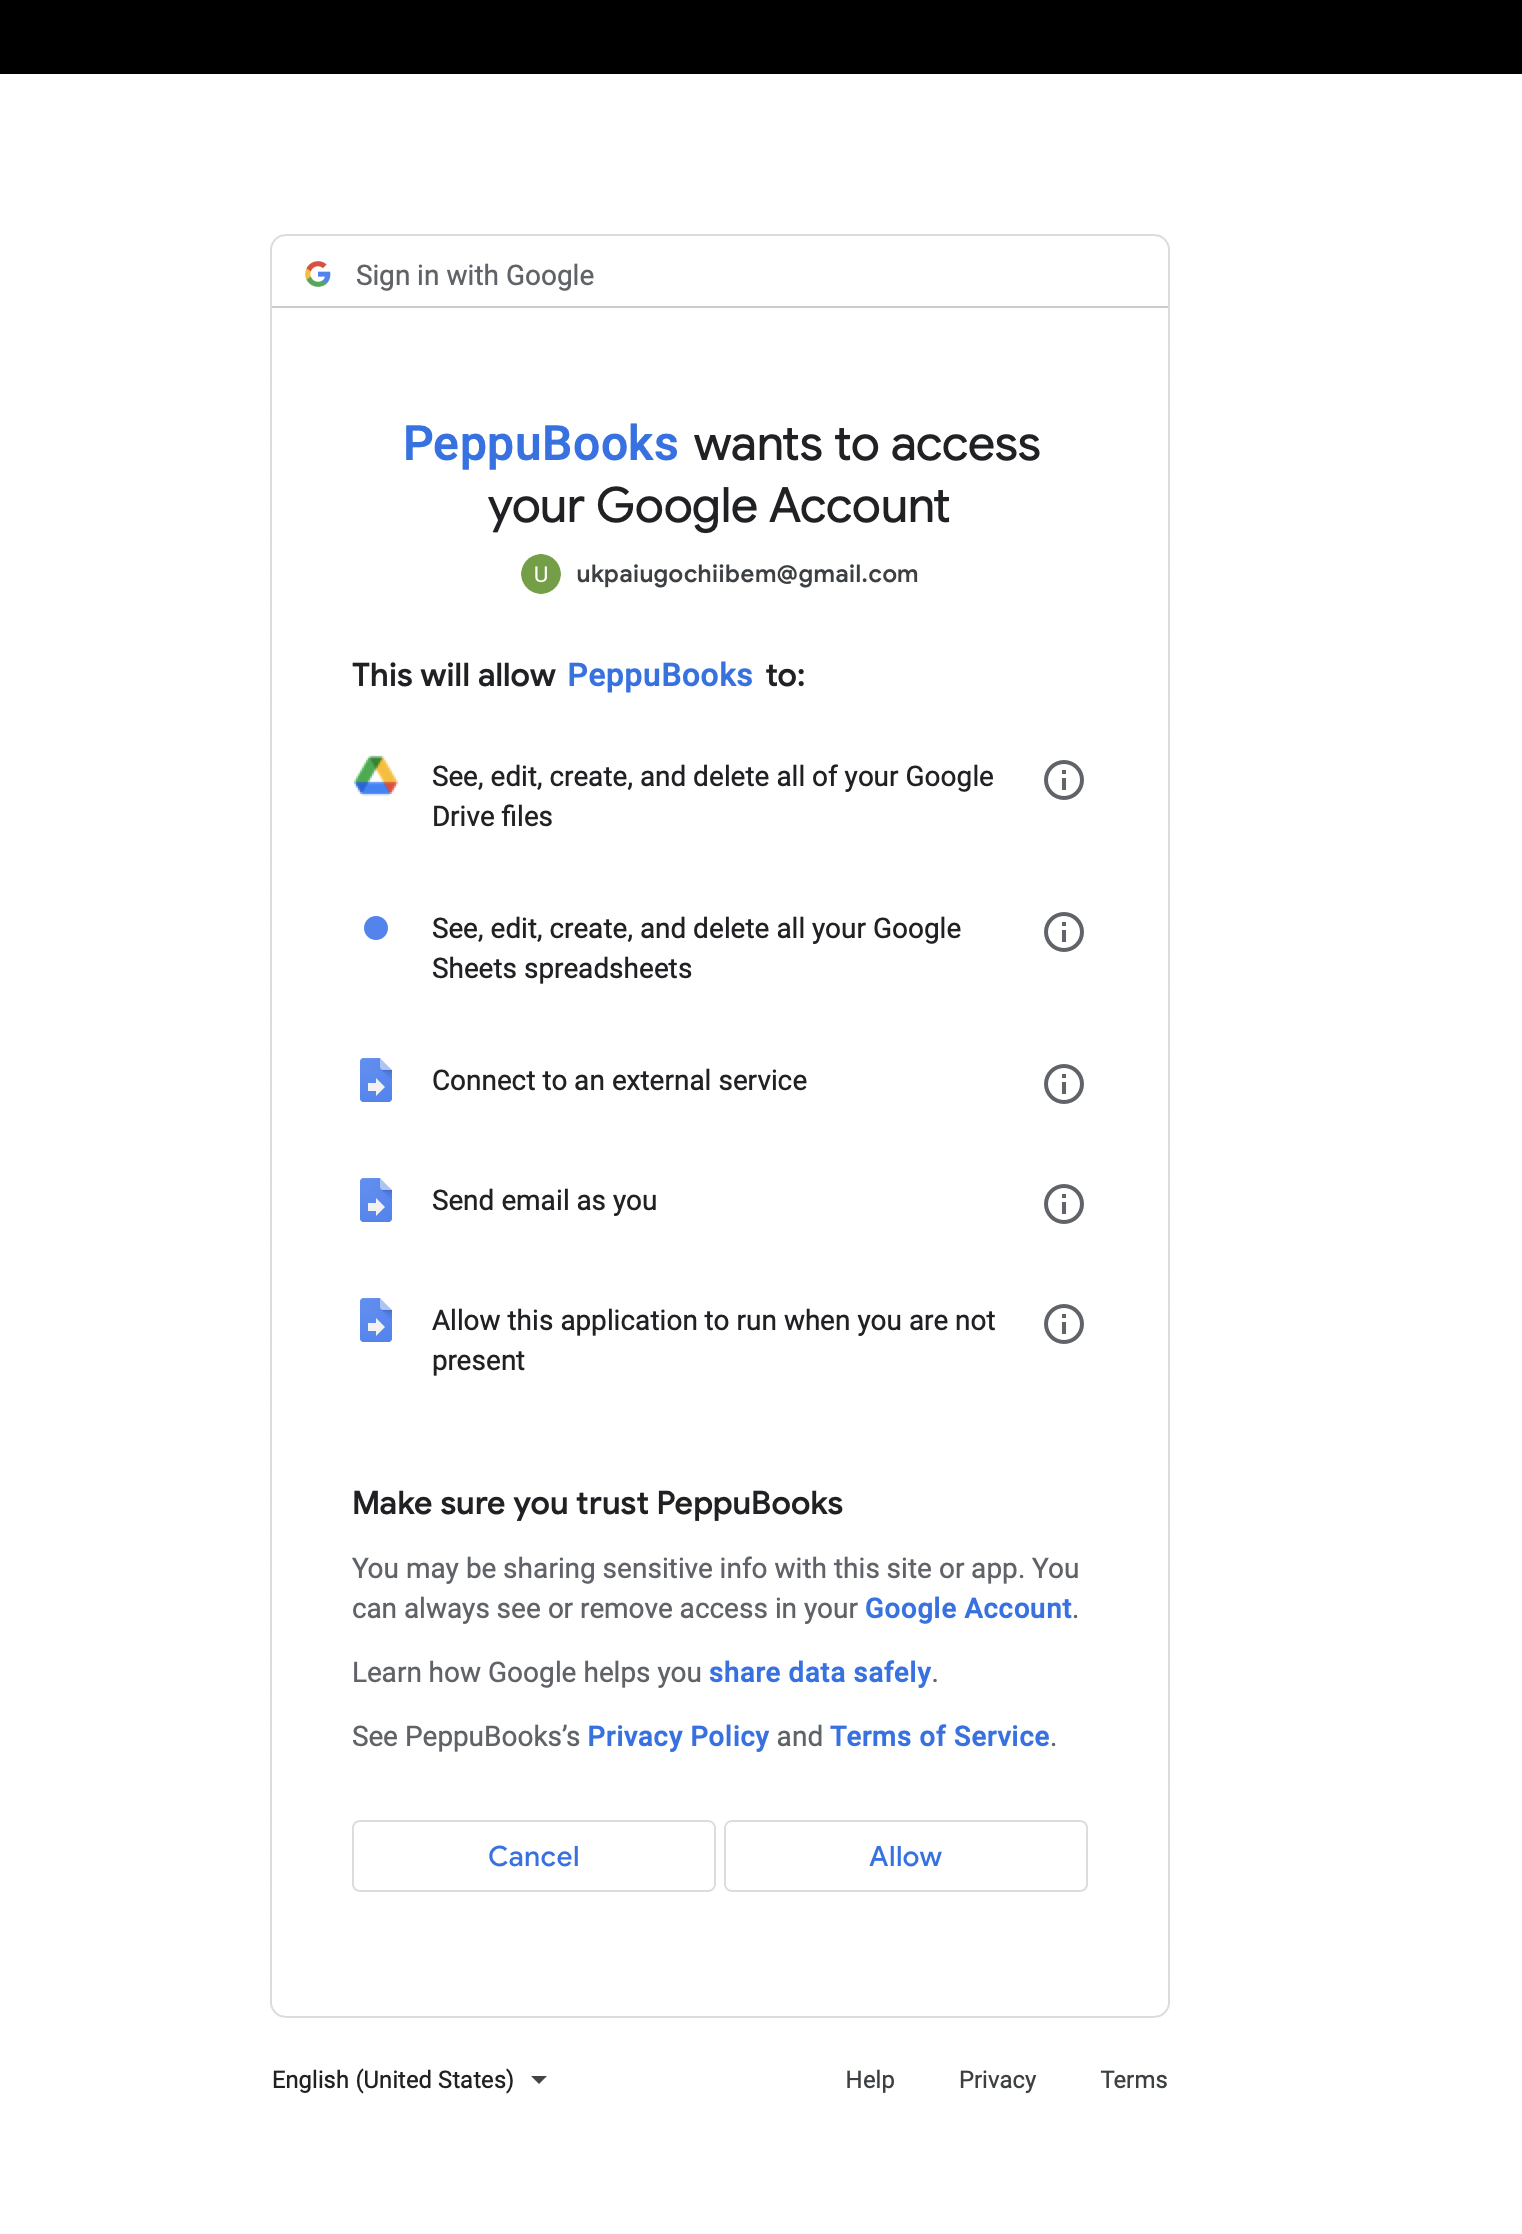 Sign in with Google
PeppuBooks wants to access
your Google Account
U ukpaiugochiibem@gmail.com
This will allow PeppuBooks to:
See, edit, create, and delete all of your Google
Drive files
See, edit, create, and delete all your Google
Sheets spreadsheets
Connect to an external service
Send email as you
Allow this application to run when you are not
present
Make sure you trust PeppuBooks
You may be sharing sensitive info with this site or app. You
can always see or remove access in your Google Account.
Learn how Google helps you share data safely.
See PeppuBooks’s Privacy Policy and Terms of Service.
Cancel Allow
English (United States) Help Privacy Terms